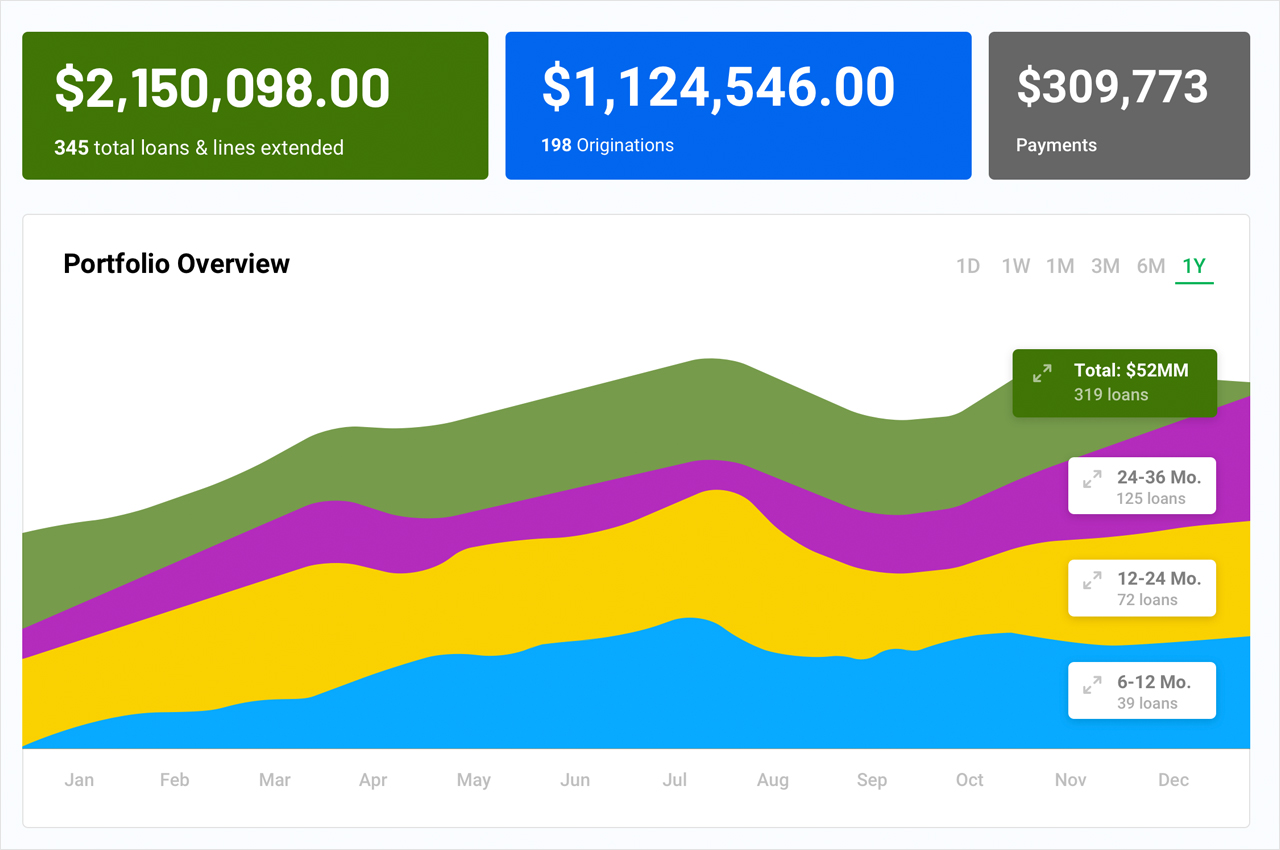 $2,150,098.00
345 total loans & lines extended
$1,124,546.00
198 Originations
$309,773
Payments
Portfolio Overview
1D 1W 1M 3M 6M 1Y
Total: $52MM
319 loans
24-36 Mo.
125 loans
12-24 Mo.
72 loans
6-12 Mo.
39 loans
Jan Feb Mar Apr May Jun Jul Aug Sep Oct Nov Dec